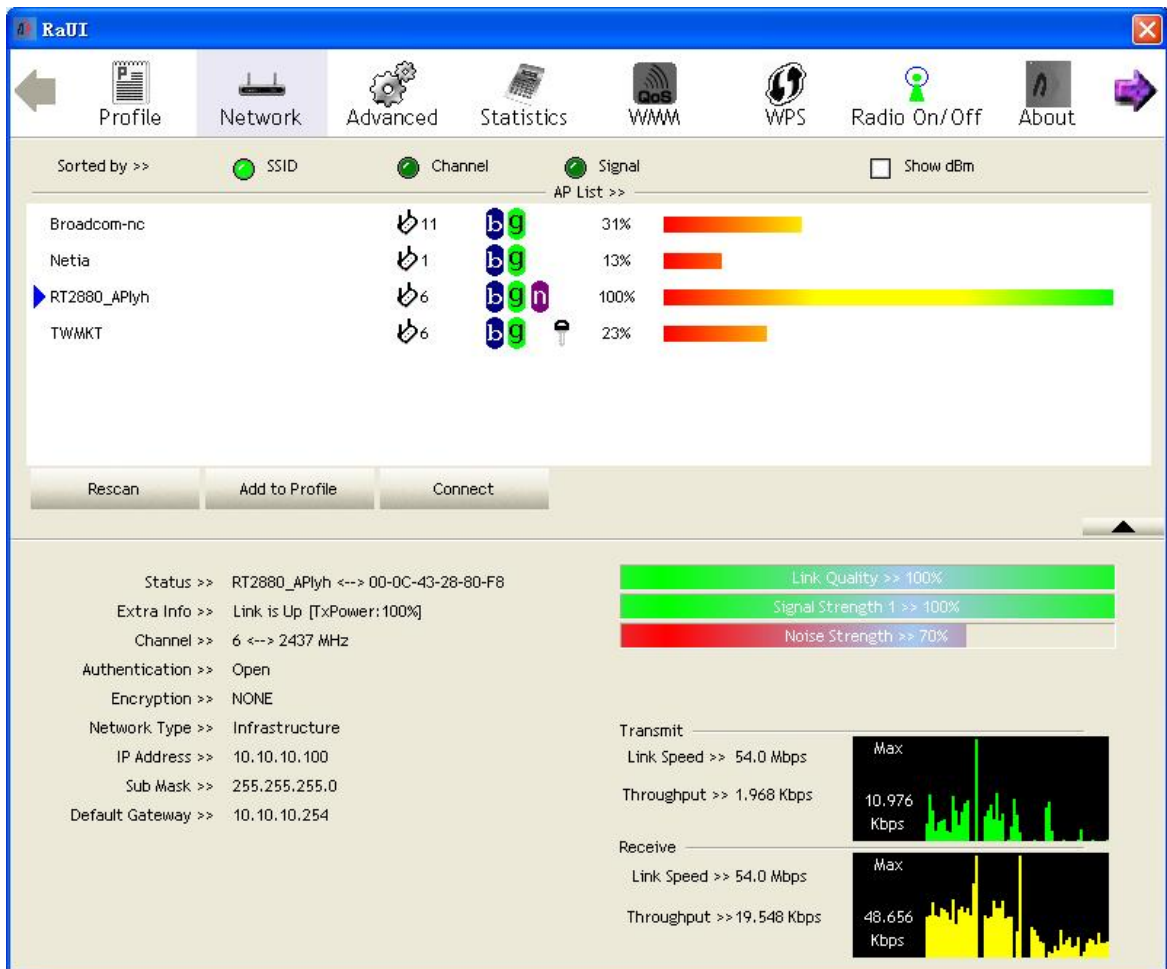 RaUI
Profile Network Advanced Statistics QoS WMM WPS Radio On/Off About
Sorted by >> SSID Channel Signal Show dBm
AP List >>
Broadcom-nc 11 b g 31%
Netia 1 b g 13%
RT2880_APlyh 6 b g n 100%
TWMKT 6 b g 23%
Rescan Add to Profile Connect
Status >> RT2880_APlyh <--> 00-0C-43-28-80-F8
Extra Info >> Link is Up [TxPower:100%]
Channel >> 6 <--> 2437 MHz
Authentication >> Open
Encryption >> NONE
Network Type >> Infrastructure
IP Address >> 10.10.10.100
Sub Mask >> 255.255.255.0
Default Gateway >> 10.10.10.254
Link Quality >> 100%
Signal Strength 1 >> 100%
Noise Strength >> 70%
Transmit
Link Speed >> 54.0 Mbps
Throughput >> 1.968 Kbps
Max
10.976
Kbps
Receive
Link Speed >> 54.0 Mbps
Throughput >> 19.548 Kbps
Max
48.656
Kbps